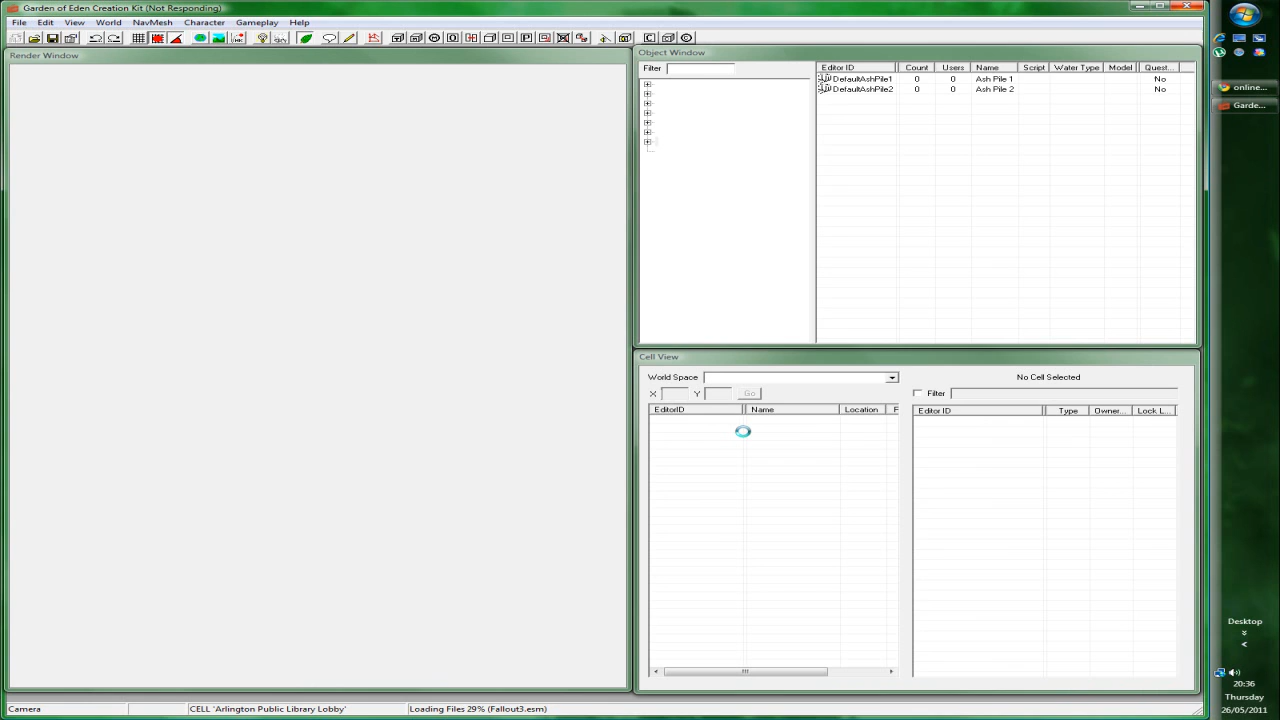 Garden of Eden Creation Kit (Not Responding)
File Edit View World NavMesh Character Gameplay Help
Render Window
Object Window
Filter
Editor ID Count Users Name Script Water Type Model Quest...
DefaultAshPile1 0 0 Ash Pile 1 No
DefaultAshPile2 0 0 Ash Pile 2 No
Cell View
World Space
No Cell Selected
X Y Go
Filter
EditorID Name Location F
Editor ID Type Owner... Lock L...
Camera
CELL 'Arlington Public Library Lobby'
Loading Files 29% (Fallout3.esm)
online...
Garde...
Desktop
20:36
Thursday
26/05/2011